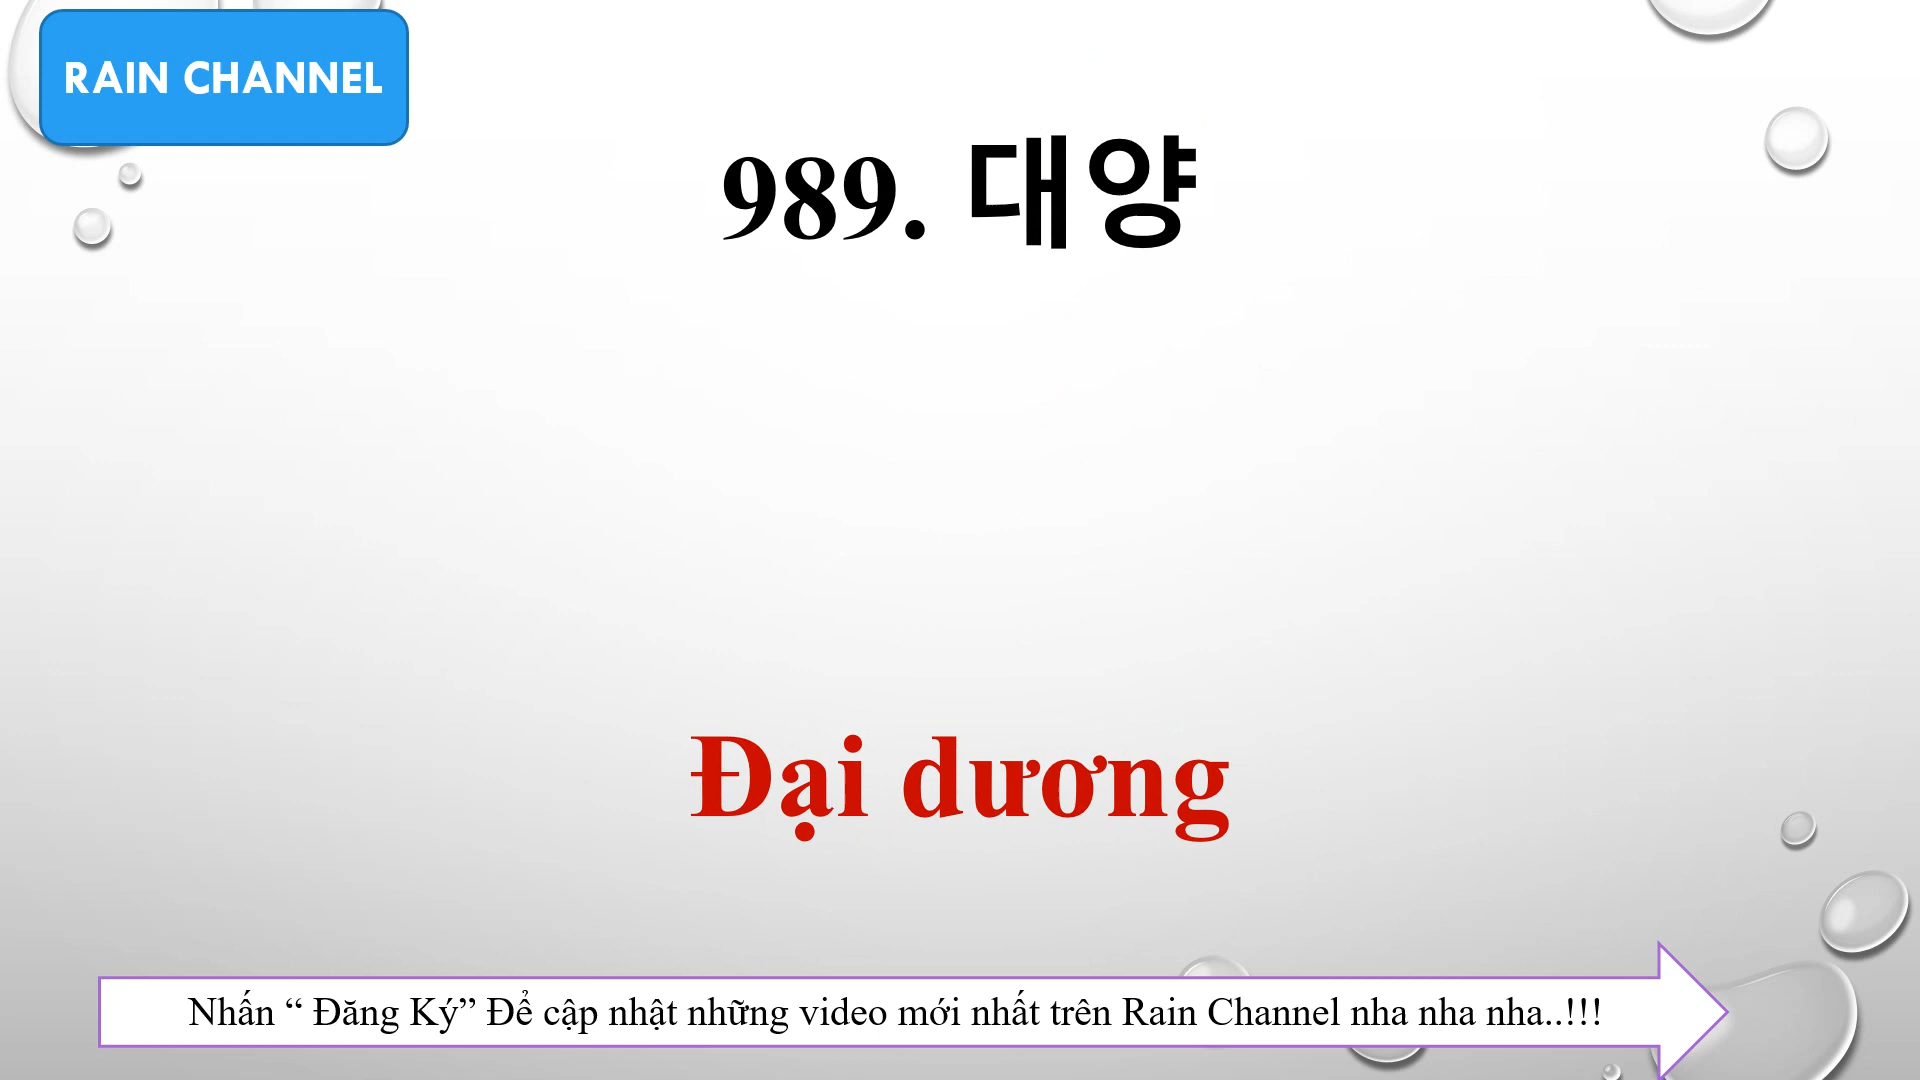 RAIN CHANNEL
989. 대양
Đại dương
Nhấn “ Đăng Ký” Để cập nhật những video mới nhất trên Rain Channel nha nha nha..!!!